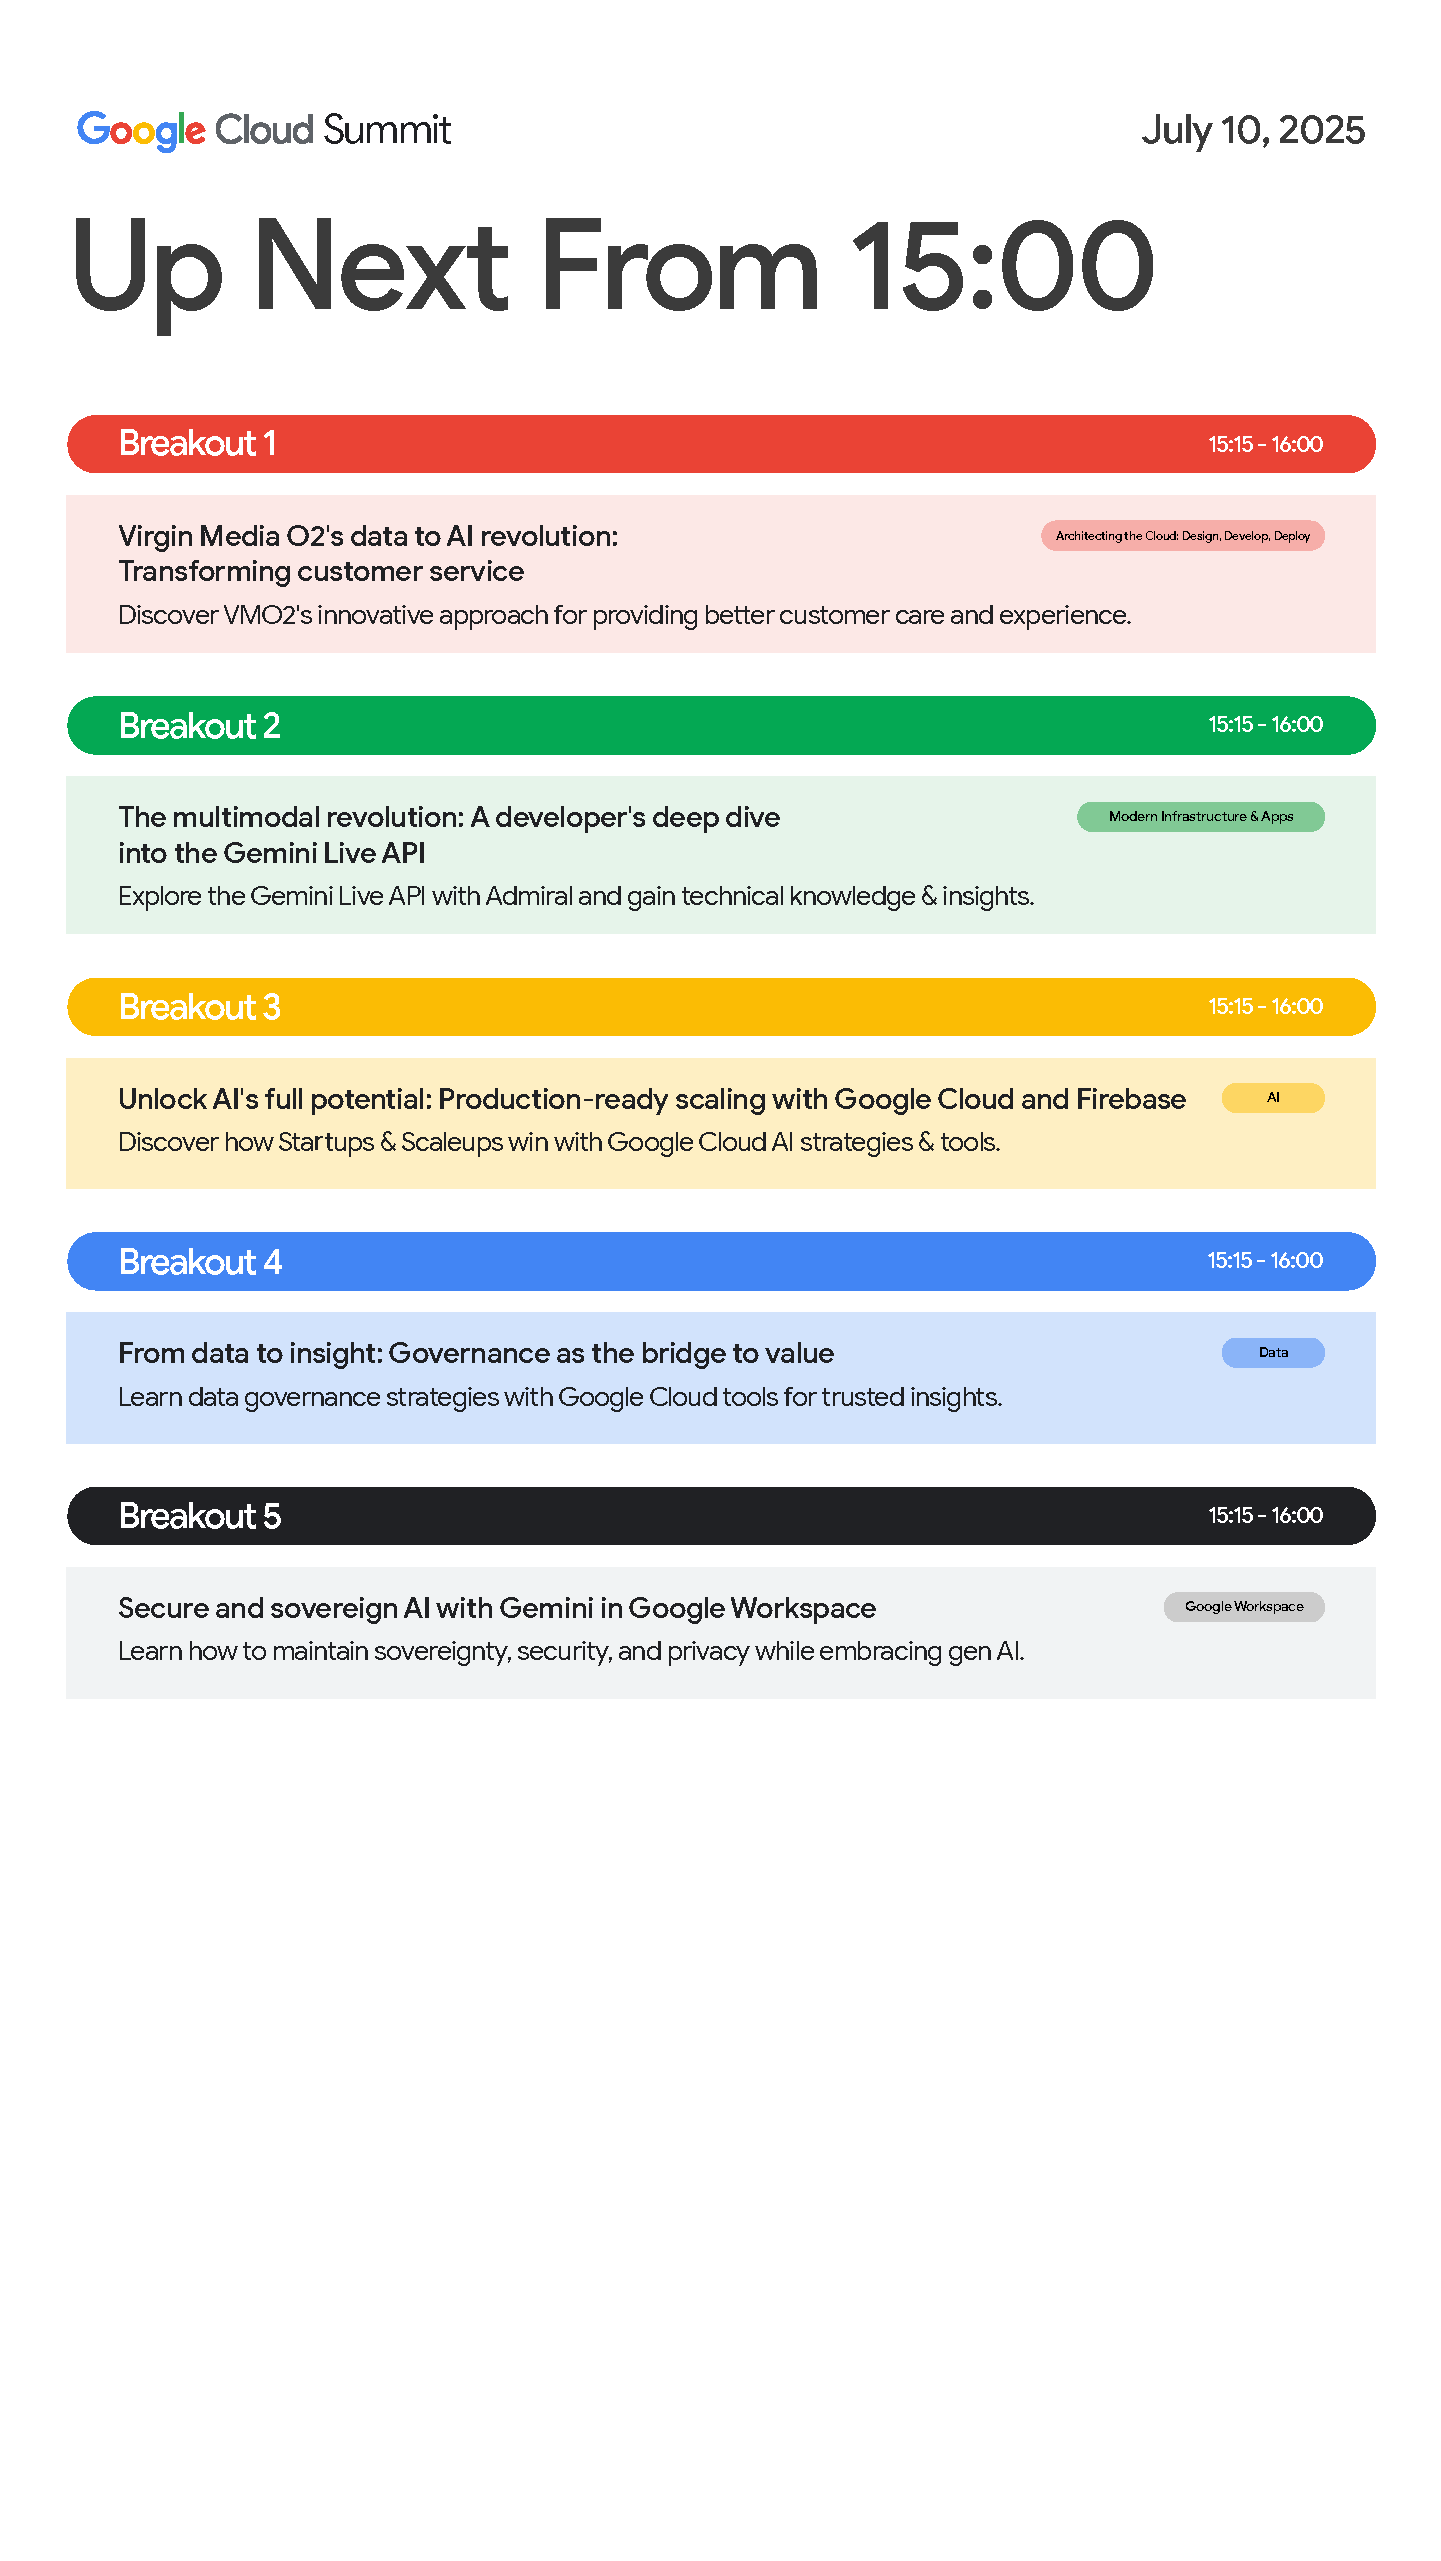 Google Cloud Summit
July 10, 2025
Up Next From 15:00
Breakout 1
15:15 - 16:00
Virgin Media O2's data to AI revolution:
Architecting the Cloud: Design, Develop, Deploy
Transforming customer service
Discover VMO2's innovative approach for providing better customer care and experience.
Breakout 2
15:15 - 16:00
The multimodal revolution: A developer's deep dive
Modern Infrastructure & Apps
into the Gemini Live API
Explore the Gemini Live API with Admiral and gain technical knowledge & insights.
Breakout 3
15:15 - 16:00
Unlock AI's full potential: Production-ready scaling with Google Cloud and Firebase
AI
Discover how Startups & Scaleups win with Google Cloud AI strategies & tools.
Breakout 4
15:15 - 16:00
From data to insight: Governance as the bridge to value
Data
Learn data governance strategies with Google Cloud tools for trusted insights.
Breakout 5
15:15 - 16:00
Secure and sovereign AI with Gemini in Google Workspace
Google Workspace
Learn how to maintain sovereignty, security, and privacy while embracing gen AI.